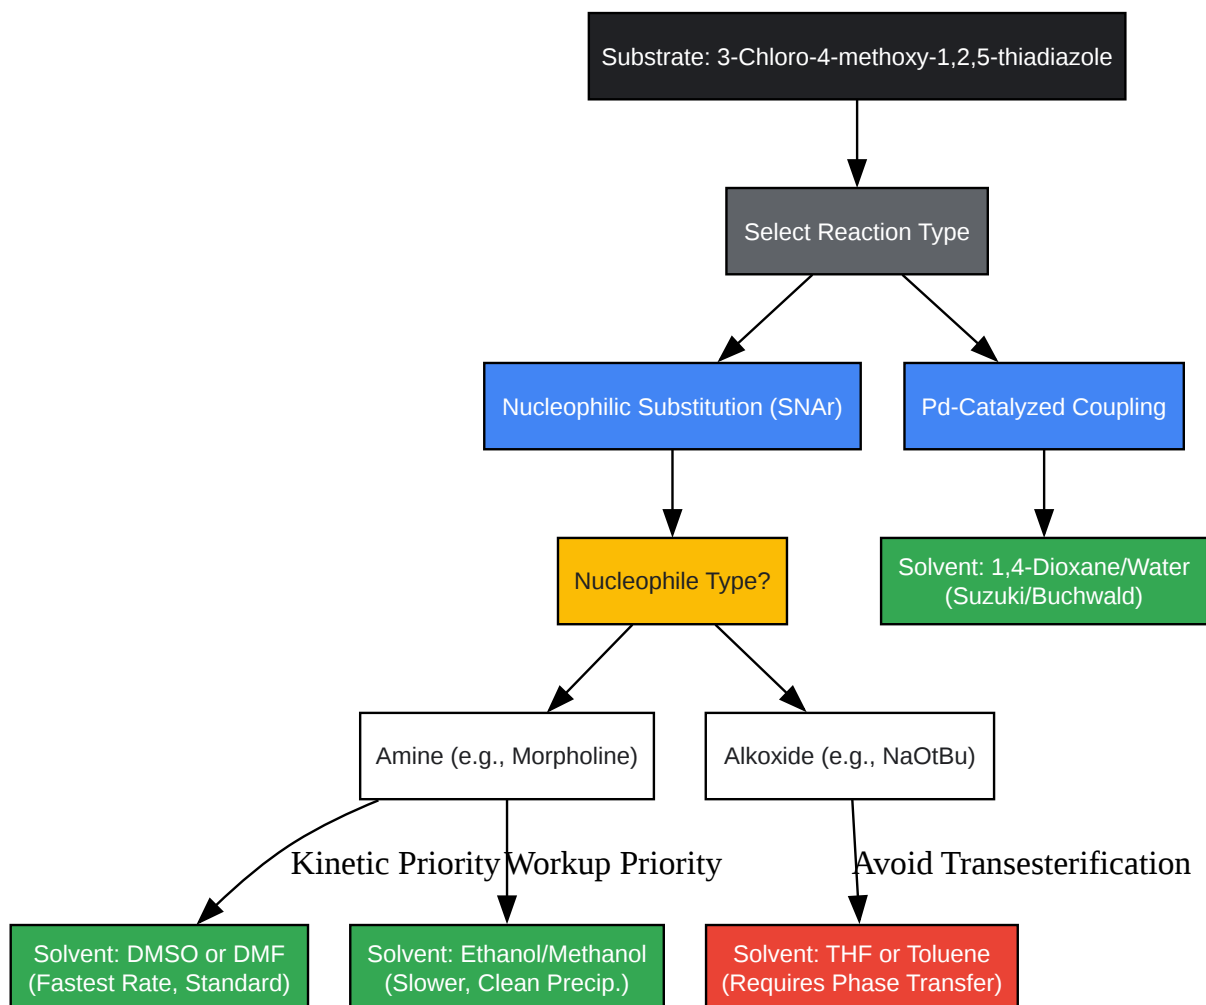 Substrate: 3-Chloro-4-methoxy-1,2,5-thiadiazole
Select Reaction Type
Nucleophilic Substitution (SNAr)
Pd-Catalyzed Coupling
Nucleophile Type?
Solvent: 1,4-Dioxane/Water
(Suzuki/Buchwald)
Amine (e.g., Morpholine)
Alkoxide (e.g., NaOtBu)
Kinetic Priority
Workup Priority
Avoid Transesterification
Solvent: DMSO or DMF
(Fastest Rate, Standard)
Solvent: Ethanol/Methanol
(Slower, Clean Precip.)
Solvent: THF or Toluene
(Requires Phase Transfer)